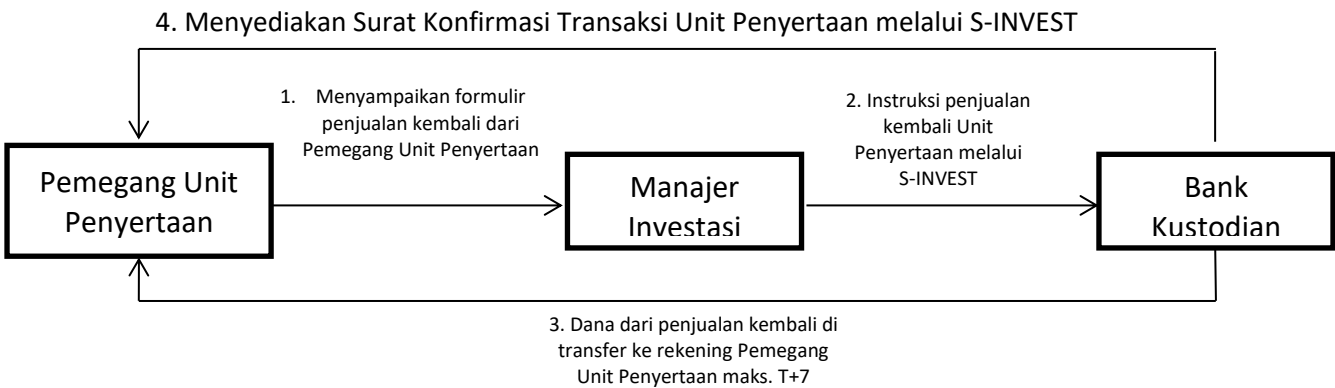 4. Menyediakan Surat Konfirmasi Transaksi Unit Penyertaan melalui S-INVEST
1. Menyampaikan formulir
penjualan kembali dari
Pemegang Unit Penyertaan
2. Instruksi penjualan
kembali Unit
Penyertaan melalui
S-INVEST
Pemegang Unit
Penyertaan
Manajer
Investasi
Bank
Kustodian
3. Dana dari penjualan kembali di
transfer ke rekening Pemegang
Unit Penyertaan maks. T+7